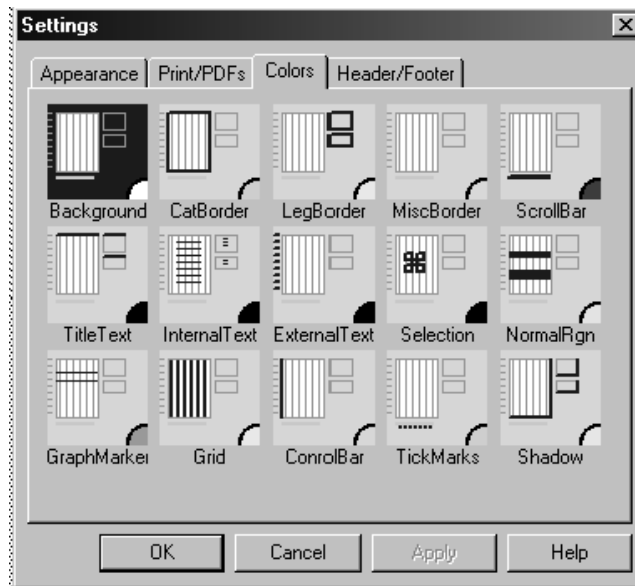 Settings
Appearance Print/PDFs Colors Header/Footer
Background CatBorder LegBorder MiscBorder ScrollBar
TitleText InternalText ExternalText Selection NormalRgn
GraphMarker Grid ConrolBar TickMarks Shadow
OK Cancel Apply Help